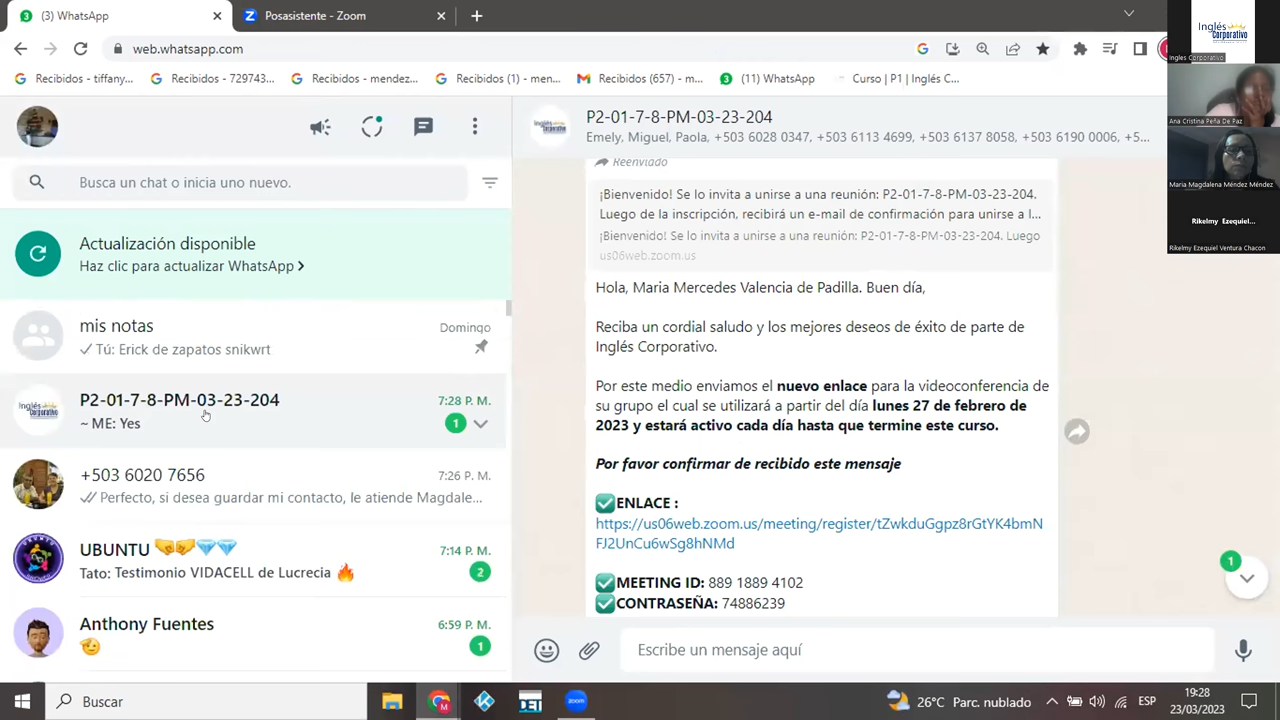 (3) WhatsApp
Posasistente - Zoom
web.whatsapp.com
Recibidos - tiffany...
Recibidos - 729743...
Recibidos - mendez...
Recibidos (1) - men...
Recibidos (657) - m...
(11) WhatsApp
Curso | P1 | Inglés C...
Busca un chat o inicia uno nuevo.
Actualización disponible
Haz clic para actualizar WhatsApp
mis notas
Domingo
Tú: Erick de zapatos snikwrt
P2-01-7-8-PM-03-23-204
7:28 P. M.
~ ME: Yes
1
+503 6020 7656
7:26 P. M.
Perfecto, si desea guardar mi contacto, le atiende Magdale...
UBUNTU
7:14 P. M.
Tato: Testimonio VIDACELL de Lucrecia
2
Anthony Fuentes
6:59 P. M.
1
P2-01-7-8-PM-03-23-204
Emely, Miguel, Paola, +503 6028 0347, +503 6113 4699, +503 6137 8058, +503 6190 0006, +5...
Reenviado
¡Bienvenido! Se lo invita a unirse a una reunión: P2-01-7-8-PM-03-23-204.
Luego de la inscripción, recibirá un e-mail de confirmación para unirse a l...
¡Bienvenido! Se lo invita a unirse a una reunión: P2-01-7-8-PM-03-23-204. Luego
us06web.zoom.us
Hola, Maria Mercedes Valencia de Padilla. Buen día,
Reciba un cordial saludo y los mejores deseos de éxito de parte de
Inglés Corporativo.
Por este medio enviamos el nuevo enlace para la videoconferencia de
su grupo el cual se utilizará a partir del día lunes 27 de febrero de
2023 y estará activo cada día hasta que termine este curso.
Por favor confirmar de recibido este mensaje
ENLACE :
https://us06web.zoom.us/meeting/register/tZwkduGgpz8rGtYK4bmN
FJ2UnCu6wSg8hNMd
MEETING ID: 889 1889 4102
CONTRASEÑA: 74886239
1
Escribe un mensaje aquí
Inglés
Corporativo
Ingles Corporativo
Ana Cristina Peña De Paz
Maria Magdalena Méndez Méndez
Rikelmy Ezequiel...
Rikelmy Ezequiel Ventura Chacon
Buscar
zoom
26°C Parc. nublado
ESP
19:28
23/03/2023